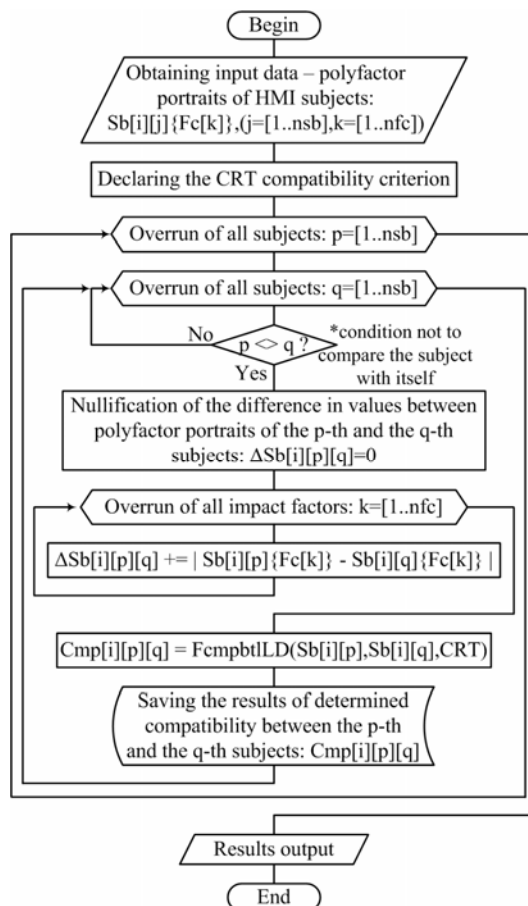 Begin
Obtaining input data – polyfactor
portraits of HMI subjects:
Sb[i][j]{Fc[k]},(j=[1..nsb],k=[1..nfc])
Declaring the CRT compatibility criterion
Overrun of all subjects: p=[1..nsb]
Overrun of all subjects: q=[1..nsb]
No
p <> q ?
Yes
*condition not to
compare the subject
with itself
Nullification of the difference in values between
polyfactor portraits of the p-th and the q-th
subjects: ΔSb[i][p][q]=0
Overrun of all impact factors: k=[1..nfc]
ΔSb[i][p][q] += | Sb[i][p]{Fc[k]} - Sb[i][q]{Fc[k]} |
Cmp[i][p][q] = FcmpbtlLD(Sb[i][p],Sb[i][q],CRT)
Saving the results of determined
compatibility between the p-th
and the q-th subjects: Cmp[i][p][q]
Results output
End